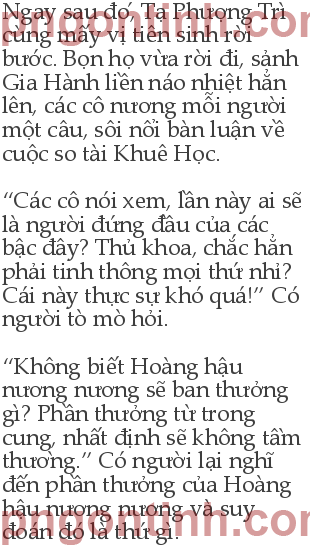 Ngay sau đó, Tạ Phượng Trì
cùng mấy vị tiên sinh rời
bước. Bọn họ vừa rời đi, sảnh
Gia Hành liền náo nhiệt hẳn
lên, các cô nương mỗi người
một câu, sôi nổi bàn luận về
cuộc so tài Khuê Học.
“Các cô nói xem, lần này ai sẽ
là người đứng đầu của các
bậc đây? Thủ khoa, chắc hẳn
phải tinh thông mọi thứ nhỉ?
Cái này thực sự khó quá!” Có
người tò mò hỏi.
“Không biết Hoàng hậu
nương nương sẽ ban thưởng
gì? Phần thưởng từ trong
cung, nhất định sẽ không tầm
thường.” Có người lại nghĩ
đến phần thưởng của Hoàng
hậu nương nương và suy
đoán đó là thứ gì.
pngontinh.com
pngontinh.com
pngontinh.com